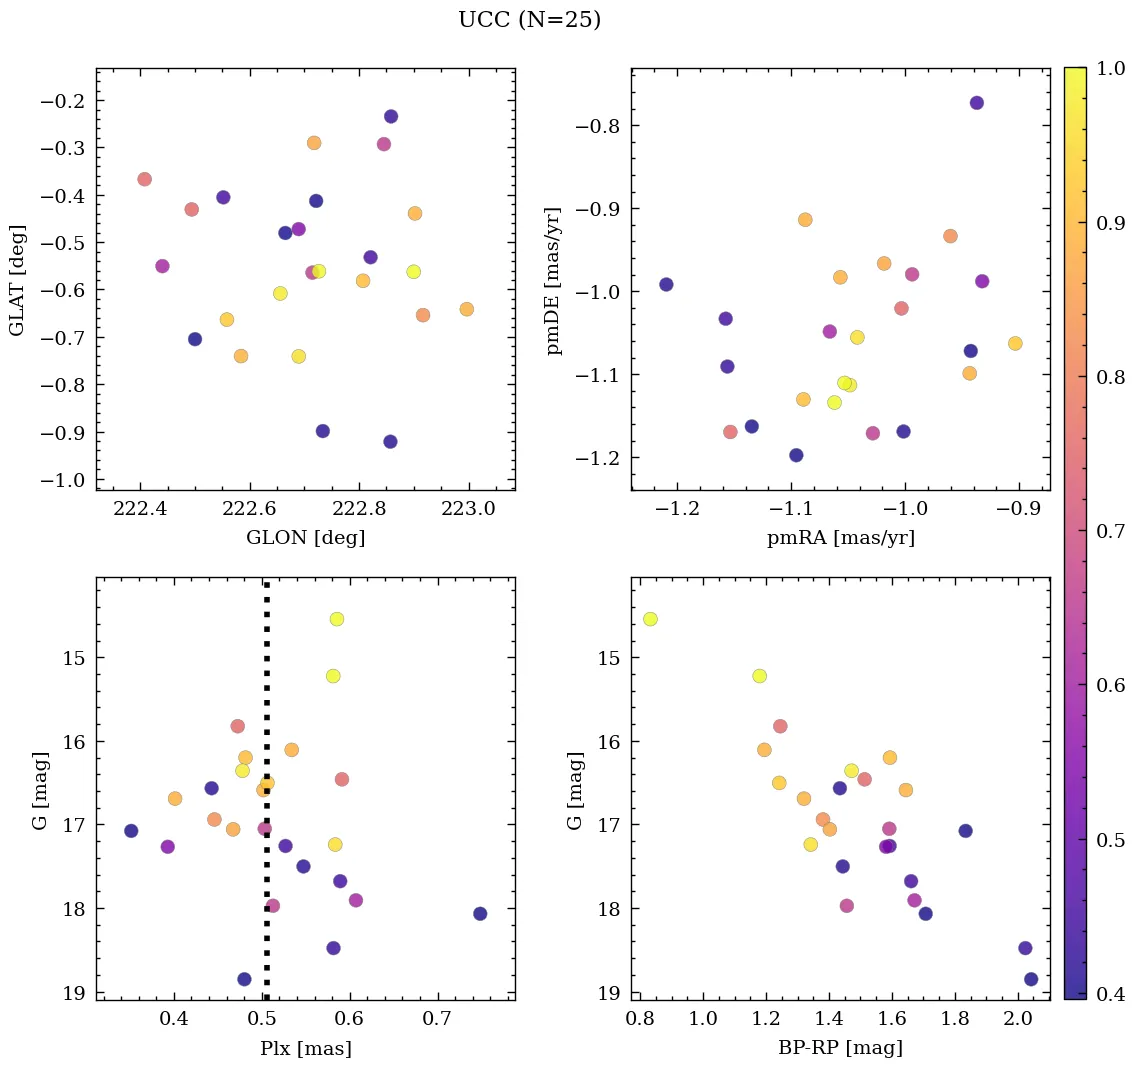 UCC (N=25)
−0.2
−0.3
−0.4
−0.5
−0.6
−0.7
−0.8
−0.9
−1.0
GLAT [deg]
222.4 222.6 222.8 223.0
GLON [deg]
−0.8
−0.9
−1.0
−1.1
−1.2
pmDE [mas/yr]
−1.2 −1.1 −1.0 −0.9
pmRA [mas/yr]
15
16
17
18
19
G [mag]
0.4 0.5 0.6 0.7
Plx [mas]
15
16
17
18
19
G [mag]
0.8 1.0 1.2 1.4 1.6 1.8 2.0
BP-RP [mag]
1.0
0.9
0.8
0.7
0.6
0.5
0.4